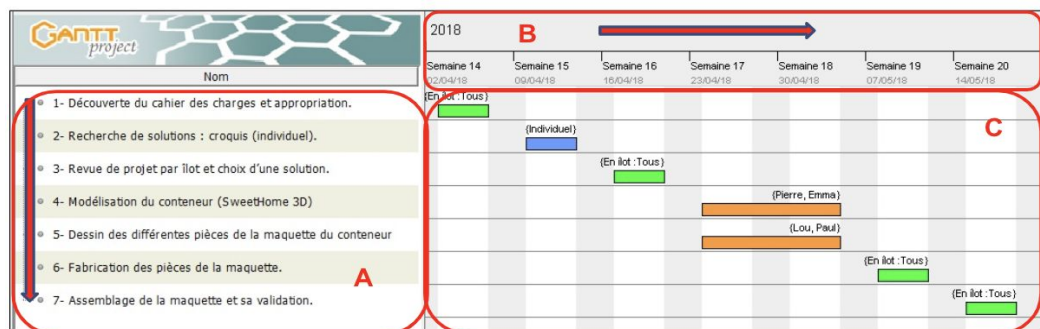 GANTT
project
Nom
2018
B
Semaine 14
Semaine 15
Semaine 16
Semaine 17
Semaine 18
Semaine 19
Semaine 20
02/04/18
09/04/18
16/04/18
23/04/18
30/04/18
07/05/18
14/05/18
1- Découverte du cahier des charges et appropriation.
{En îlot :Tous}
C
2- Recherche de solutions : croquis (individuel).
{Individuel}
3- Revue de projet par îlot et choix d'une solution.
{En ilot :Tous}
4- Modélisation du conteneur (SweetHome 3D)
{Pierre, Emma}
5- Dessin des différentes pièces de la maquette du conteneur
{Lou, Paul}
6- Fabrication des pièces de la maquette.
{En ilot :Tous}
A
7- Assemblage de la maquette et sa validation.
{En ilot :Tous}